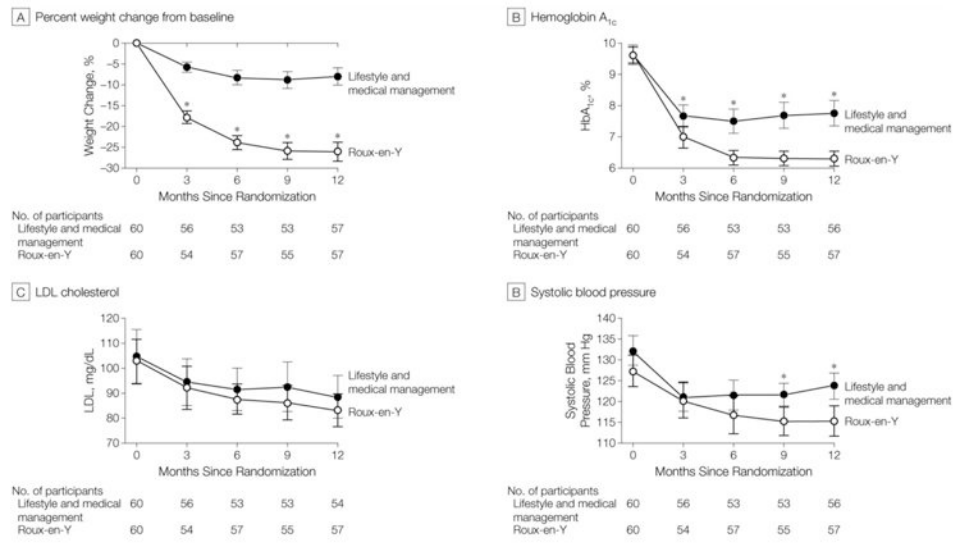 A Percent weight change from baseline
0
−5
−10
−15
−20
−25
−30
Weight Change, %
*
*
*
*
Lifestyle and
medical management
Roux-en-Y
0 3 6 9 12
Months Since Randomization
No. of participants
Lifestyle and medical 60 56 53 53 57
management
Roux-en-Y 60 54 57 55 57
B Hemoglobin A1c
10
9
8
7
6
HbA1c, %
* * * *
Lifestyle and
medical management
Roux-en-Y
0 3 6 9 12
Months Since Randomization
No. of participants
Lifestyle and medical 60 56 53 53 56
management
Roux-en-Y 60 54 57 55 57
C LDL cholesterol
120
110
100
90
80
70
LDL, mg/dL
Lifestyle and
medical management
Roux-en-Y
0 3 6 9 12
Months Since Randomization
No. of participants
Lifestyle and medical 60 56 53 53 54
management
Roux-en-Y 60 54 57 55 57
B Systolic blood pressure
140
135
130
125
120
115
110
Systolic Blood
Pressure, mm Hg
* *
Lifestyle and
medical management
Roux-en-Y
0 3 6 9 12
Months Since Randomization
No. of participants
Lifestyle and medical 60 56 53 53 56
management
Roux-en-Y 60 54 57 55 57